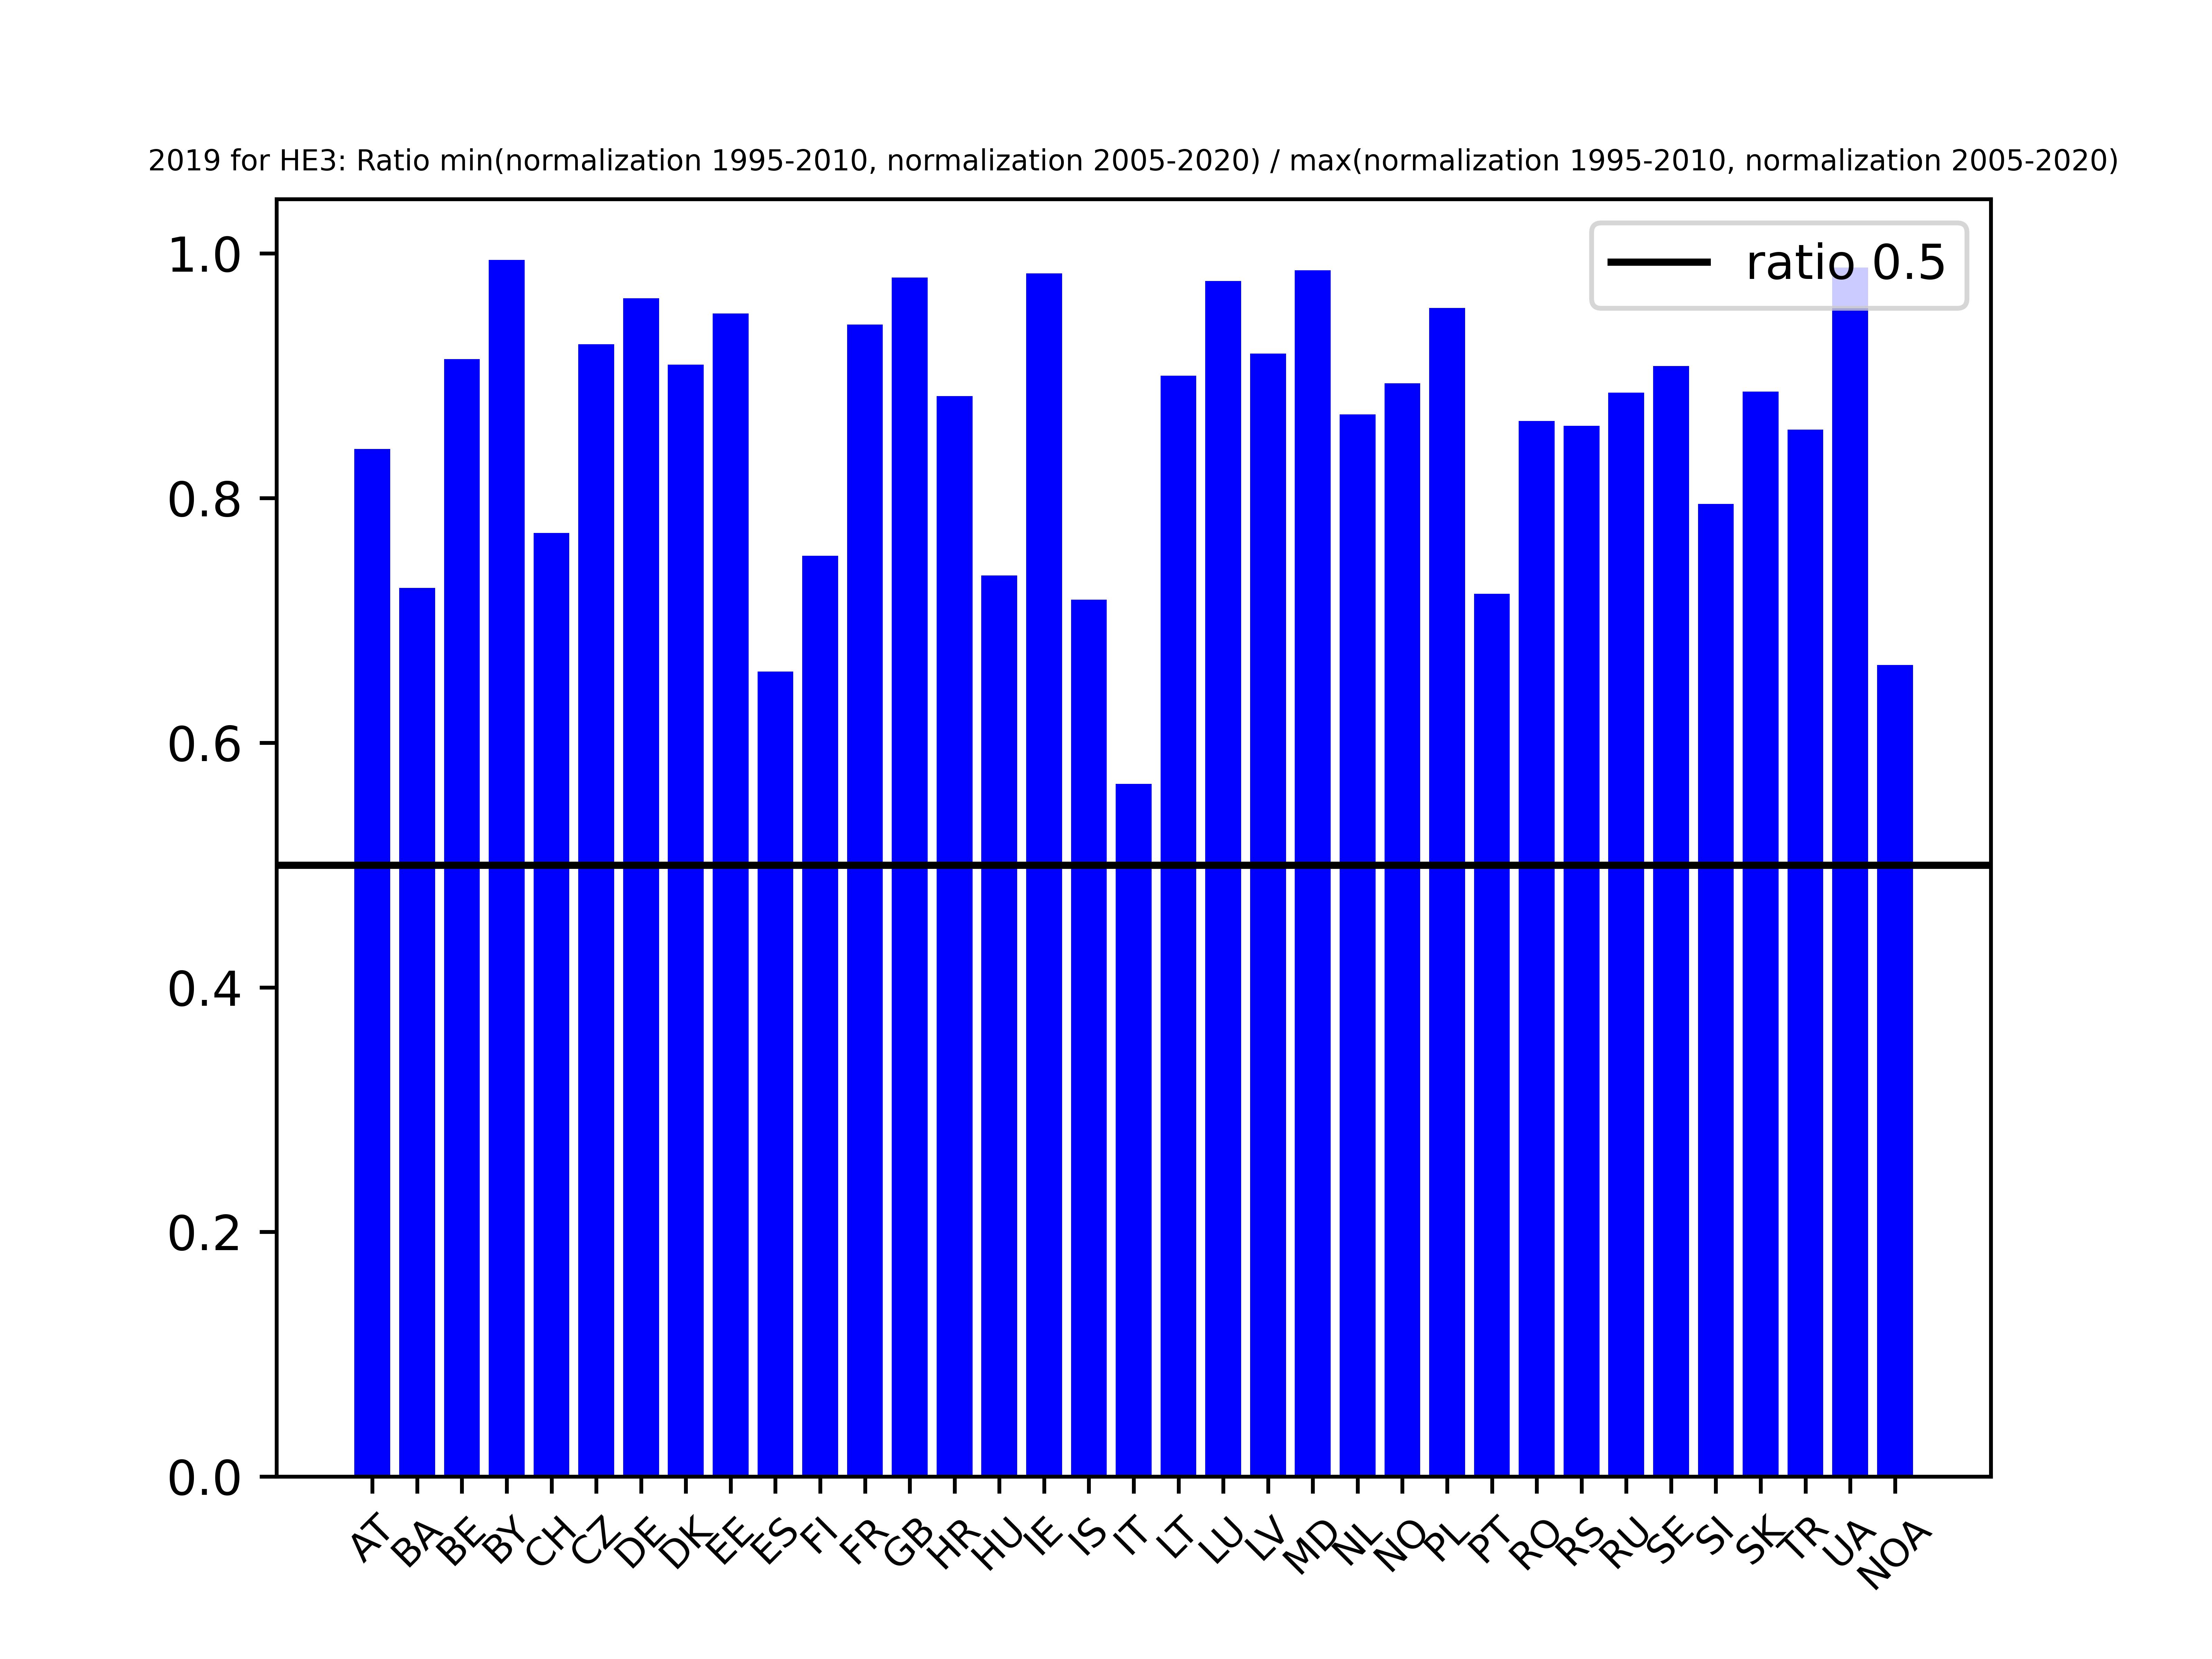 2019 for HE3: Ratio min(normalization 1995-2010, normalization 2005-2020) / max(normalization 1995-2010, normalization 2005-2020)
ratio 0.5
1.0
0.8
0.6
0.4
0.2
0.0
AT BA BE BY CH CZ DE DK EE ES FI FR GB HR HU IE IS IT LT LU LV MD NL NO PL PT RO RS RU SE SI SK TR UA NOA